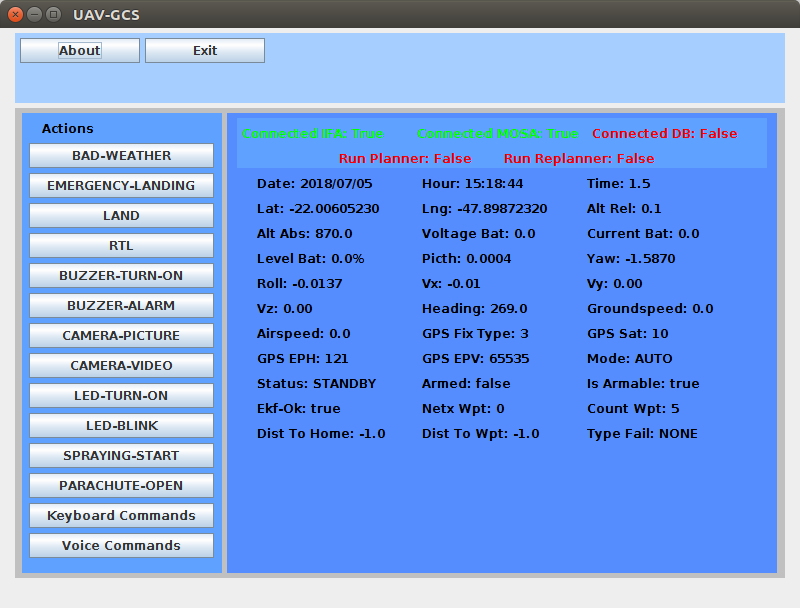 UAV-GCS
About Exit
Actions
BAD-WEATHER
EMERGENCY-LANDING
LAND
RTL
BUZZER-TURN-ON
BUZZER-ALARM
CAMERA-PICTURE
CAMERA-VIDEO
LED-TURN-ON
LED-BLINK
SPRAYING-START
PARACHUTE-OPEN
Keyboard Commands
Voice Commands
Connected IFA: True Connected MOSA: True Connected DB: False
Run Planner: False Run Replanner: False
Date: 2018/07/05 Hour: 15:18:44 Time: 1.5
Lat: -22.00605230 Lng: -47.89872320 Alt Rel: 0.1
Alt Abs: 870.0 Voltage Bat: 0.0 Current Bat: 0.0
Level Bat: 0.0% Picth: 0.0004 Yaw: -1.5870
Roll: -0.0137 Vx: -0.01 Vy: 0.00
Vz: 0.00 Heading: 269.0 Groundspeed: 0.0
Airspeed: 0.0 GPS Fix Type: 3 GPS Sat: 10
GPS EPH: 121 GPS EPV: 65535 Mode: AUTO
Status: STANDBY Armed: false Is Armable: true
Ekf-Ok: true Netx Wpt: 0 Count Wpt: 5
Dist To Home: -1.0 Dist To Wpt: -1.0 Type Fail: NONE